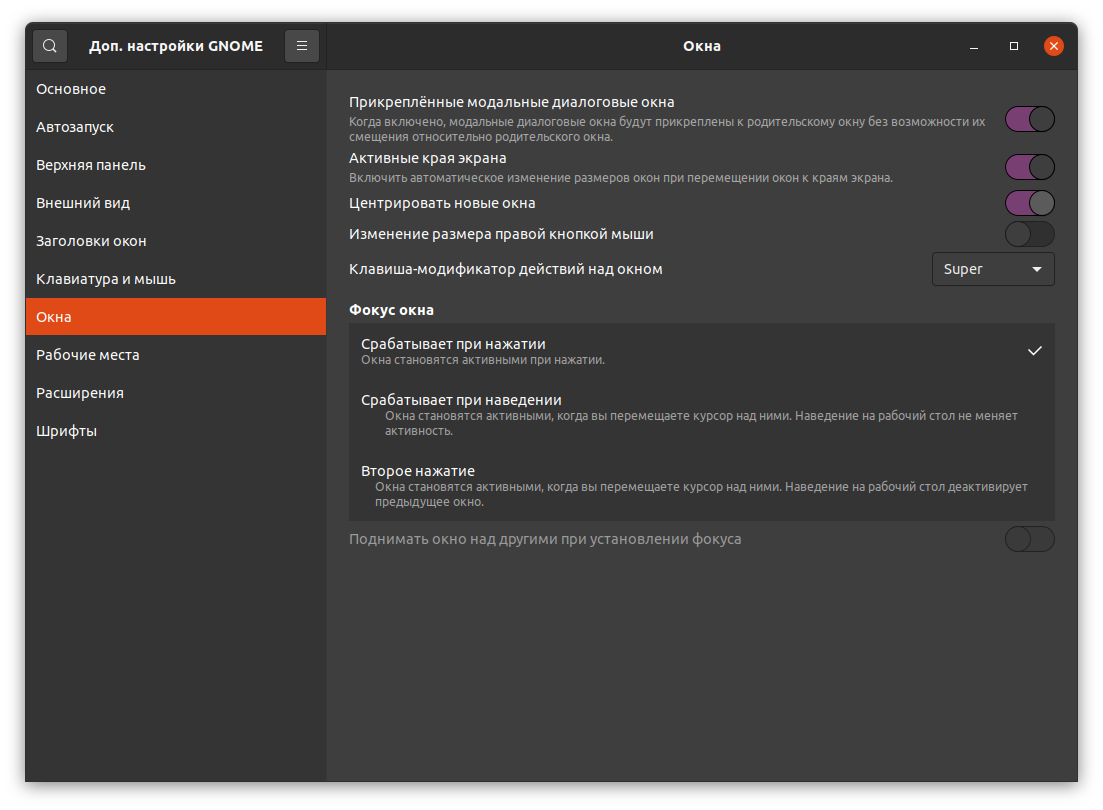 Доп. настройки GNOME
Окна
Основное
Автозапуск
Верхняя панель
Внешний вид
Заголовки окон
Клавиатура и мышь
Окна
Рабочие места
Расширения
Шрифты
Прикреплённые модальные диалоговые окна
Когда включено, модальные диалоговые окна будут прикреплены к родительскому окну без возможности их
смещения относительно родительского окна.
Активные края экрана
Включить автоматическое изменение размеров окон при перемещении окон к краям экрана.
Центрировать новые окна
Изменение размера правой кнопкой мыши
Клавиша-модификатор действий над окном
Super
Фокус окна
Срабатывает при нажатии
Окна становятся активными при нажатии.
Срабатывает при наведении
Окна становятся активными, когда вы перемещаете курсор над ними. Наведение на рабочий стол не меняет
активность.
Второе нажатие
Окна становятся активными, когда вы перемещаете курсор над ними. Наведение на рабочий стол деактивирует
предыдущее окно.
Поднимать окно над другими при установлении фокуса